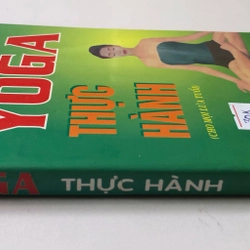 YOGA
THỰC
HÀNH
(CHO MỌI LỨA TUỔI)
GA THỰC HÀNH